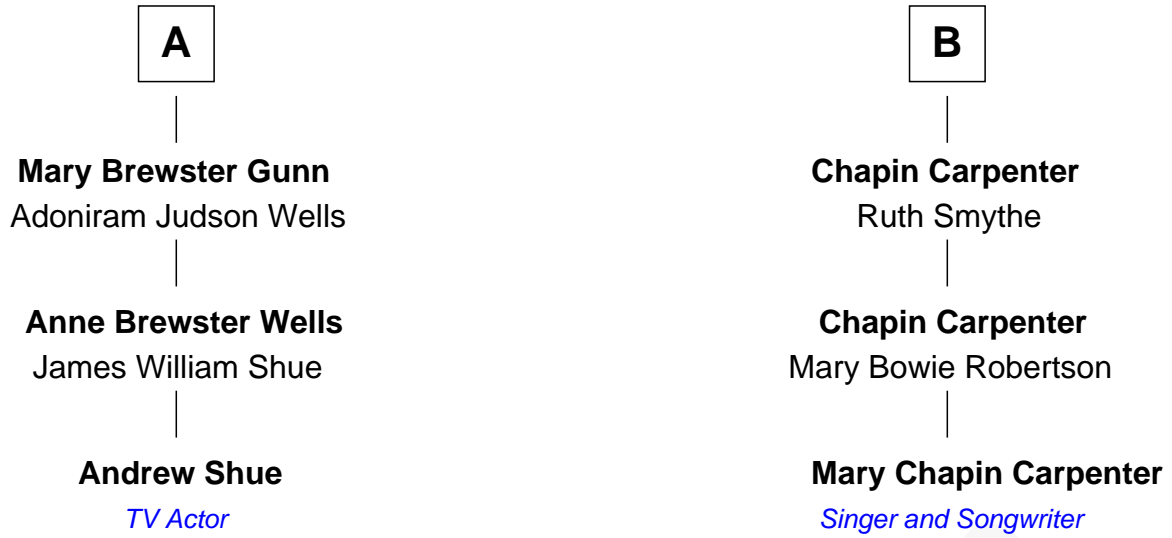 A
Mary Brewster Gunn
Adoniram Judson Wells
Anne Brewster Wells
James William Shue
Andrew Shue
TV Actor
B
Chapin Carpenter
Ruth Smythe
Chapin Carpenter
Mary Bowie Robertson
Mary Chapin Carpenter
Singer and Songwriter